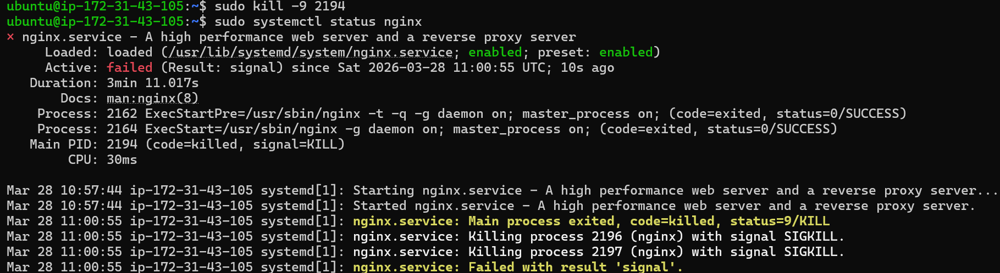 ubuntu@ip-172-31-43-105:~$ sudo kill -9 2194
ubuntu@ip-172-31-43-105:~$ sudo systemctl status nginx
× nginx.service - A high performance web server and a reverse proxy server
     Loaded: loaded (/usr/lib/systemd/system/nginx.service; enabled; preset: enabled)
     Active: failed (Result: signal) since Sat 2026-03-28 11:00:55 UTC; 10s ago
   Duration: 3min 11.017s
       Docs: man:nginx(8)
    Process: 2162 ExecStartPre=/usr/sbin/nginx -t -q -g daemon on; master_process on; (code=exited, status=0/SUCCESS)
    Process: 2164 ExecStart=/usr/sbin/nginx -g daemon on; master_process on; (code=exited, status=0/SUCCESS)
   Main PID: 2194 (code=killed, signal=KILL)
        CPU: 30ms

Mar 28 10:57:44 ip-172-31-43-105 systemd[1]: Starting nginx.service - A high performance web server and a reverse proxy server...
Mar 28 10:57:44 ip-172-31-43-105 systemd[1]: Started nginx.service - A high performance web server and a reverse proxy server.
Mar 28 11:00:55 ip-172-31-43-105 systemd[1]: nginx.service: Main process exited, code=killed, status=9/KILL
Mar 28 11:00:55 ip-172-31-43-105 systemd[1]: nginx.service: Killing process 2196 (nginx) with signal SIGKILL.
Mar 28 11:00:55 ip-172-31-43-105 systemd[1]: nginx.service: Killing process 2197 (nginx) with signal SIGKILL.
Mar 28 11:00:55 ip-172-31-43-105 systemd[1]: nginx.service: Failed with result 'signal'.